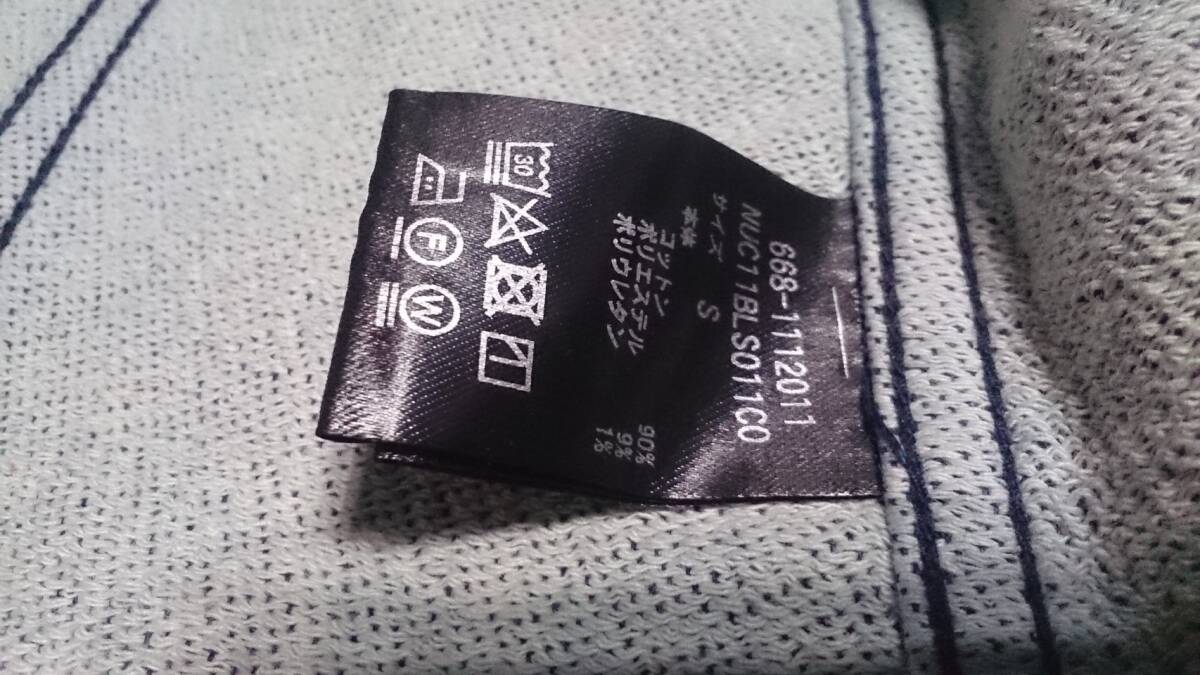 668-1112011
NUC11BLS011C0
サイズ S
本体
コットン 90%
ポリエステル 9%
ポリウレタン 1%
30
F W